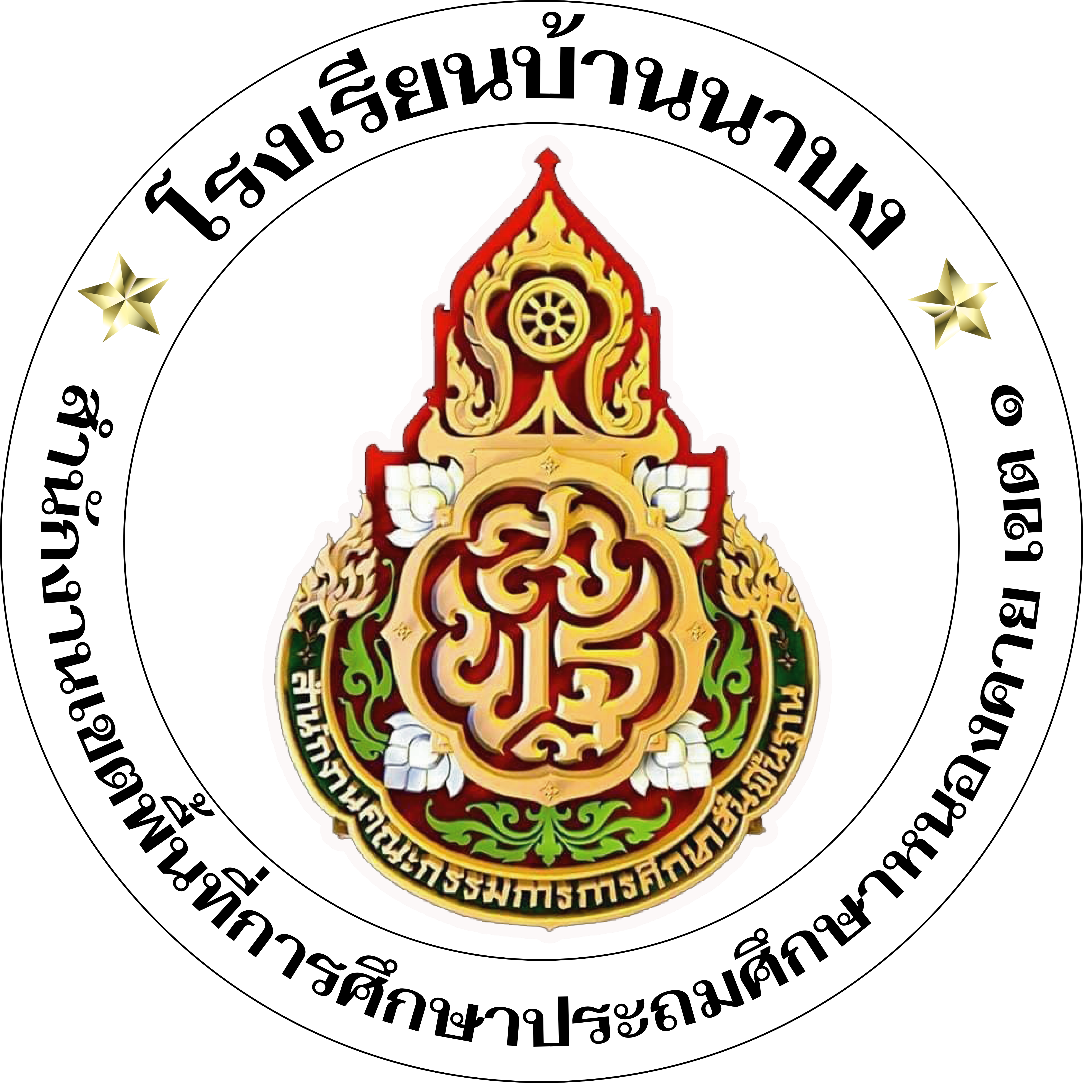 โรงเรียนบ้านนาบง
สำนักงานเขตพื้นที่การศึกษาประถมศึกษาหนองคาย เขต ๑
สพฐ
สำนักงานคณะกรรมการการศึกษาขั้นพื้นฐาน